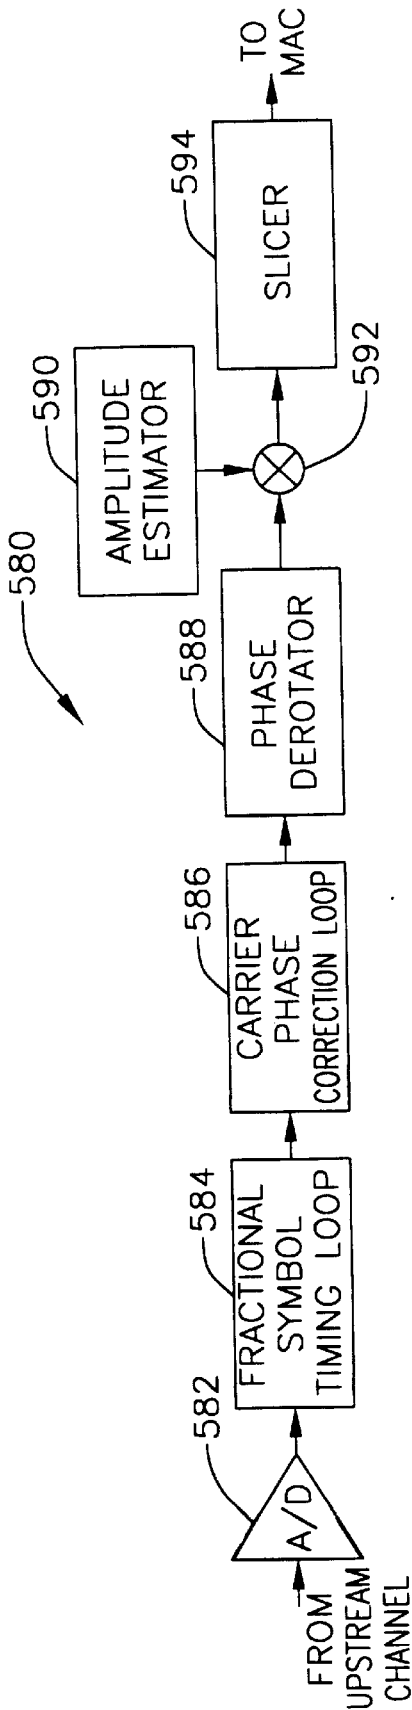 580
FROM
UPSTREAM
CHANNEL
A/D
582
FRACTIONAL
SYMBOL
TIMING LOOP
584
CARRIER
PHASE
CORRECTION LOOP
586
PHASE
DEROTATOR
588
AMPLITUDE
ESTIMATOR
590
592
SLICER
594
TO
MAC